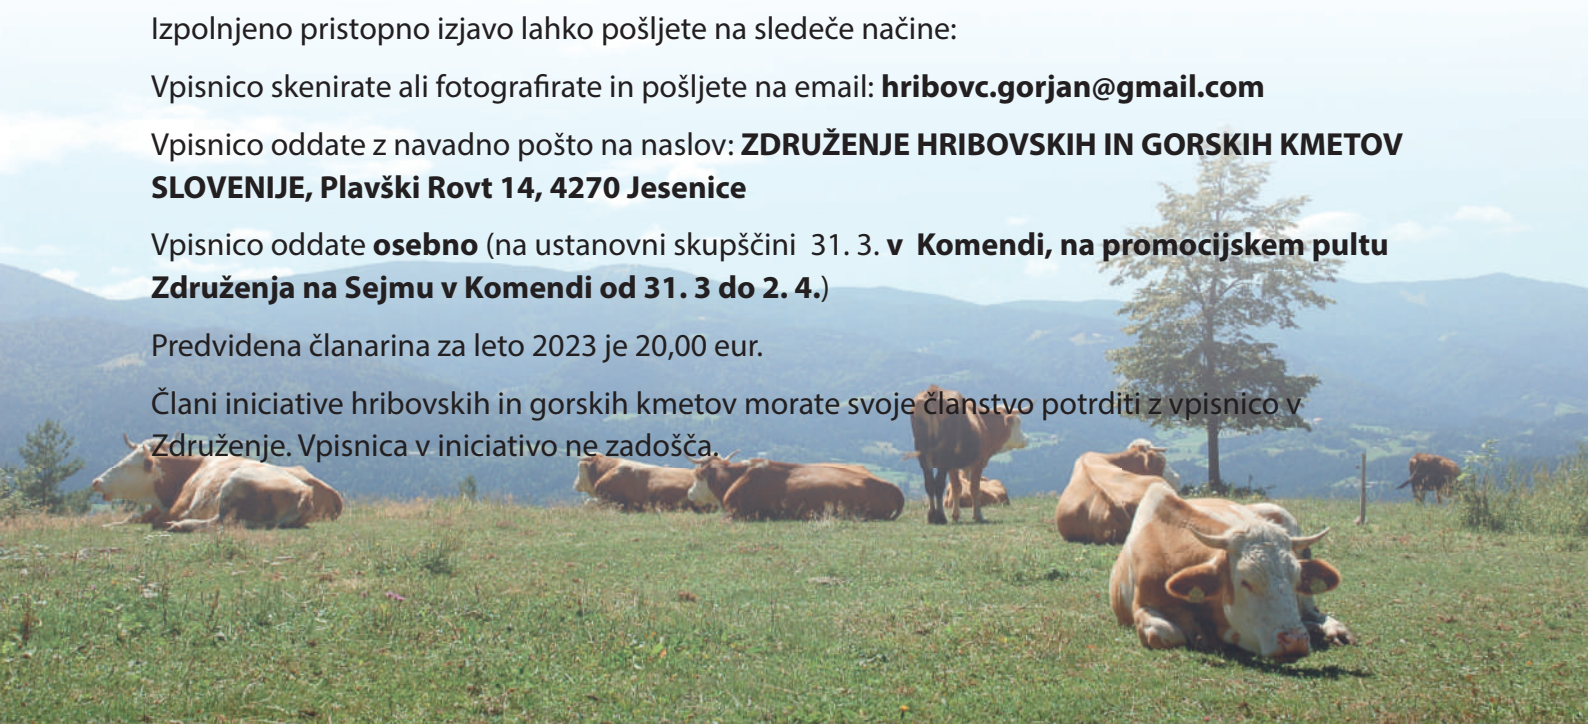 Izpolnjeno pristopno izjavo lahko pošljete na sledeče načine:
Vpisnico skenirate ali fotografirate in pošljete na email: hribovc.gorjan@gmail.com
Vpisnico oddate z navadno pošto na naslov: ZDRUŽENJE HRIBOVSKIH IN GORSKIH KMETOV
SLOVENIJE, Plavški Rovt 14, 4270 Jesenice
Vpisnico oddate osebno (na ustanovni skupščini  31. 3. v  Komendi, na promocijskem pultu
Združenja na Sejmu v Komendi od 31. 3 do 2. 4.)
Predvidena članarina za leto 2023 je 20,00 eur.
Člani iniciative hribovskih in gorskih kmetov morate svoje članstvo potrditi z vpisnico v
Združenje. Vpisnica v iniciativo ne zadošča.